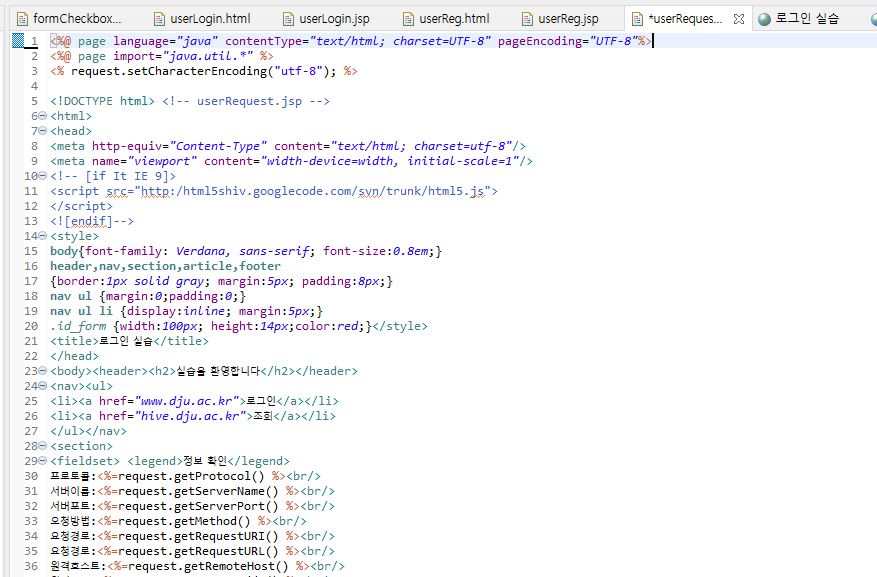 formCheckbox... userLogin.html userLogin.jsp userReg.html userReg.jsp *userReques... 로그인 실습
1 <%@ page language="java" contentType="text/html; charset=UTF-8" pageEncoding="UTF-8"%>
2 <%@ page import="java.util.*" %>
3 <% request.setCharacterEncoding("utf-8"); %>
4
5 <!DOCTYPE html> <!-- userRequest.jsp -->
6 <html>
7 <head>
8 <meta http-equiv="Content-Type" content="text/html; charset=utf-8"/>
9 <meta name="viewport" content="width-device=width, initial-scale=1"/>
10 <!-- [if It IE 9]>
11 <script src="http:/html5shiv.googlecode.com/svn/trunk/html5.js">
12 </script>
13 <![endif]-->
14 <style>
15 body{font-family: Verdana, sans-serif; font-size:0.8em;}
16 header,nav,section,article,footer
17 {border:1px solid gray; margin:5px; padding:8px;}
18 nav ul {margin:0;padding:0;}
19 nav ul li {display:inline; margin:5px;}
20 .id_form {width:100px; height:14px;color:red;}</style>
21 <title>로그인 실습</title>
22 </head>
23 <body><header><h2>실습을 환영합니다</h2></header>
24 <nav><ul>
25 <li><a href="www.dju.ac.kr">로그인</a></li>
26 <li><a href="hive.dju.ac.kr">조회</a></li>
27 </ul></nav>
28 <section>
29 <fieldset> <legend>정보 확인</legend>
30 프로토콜:<%=request.getProtocol() %><br/>
31 서버이름:<%=request.getServerName() %><br/>
32 서버포트:<%=request.getServerPort() %><br/>
33 요청방법:<%=request.getMethod() %><br/>
34 요청경로:<%=request.getRequestURI() %><br/>
35 요청경로:<%=request.getRequestURL() %><br/>
36 원격호스트:<%=request.getRemoteHost() %><br/>